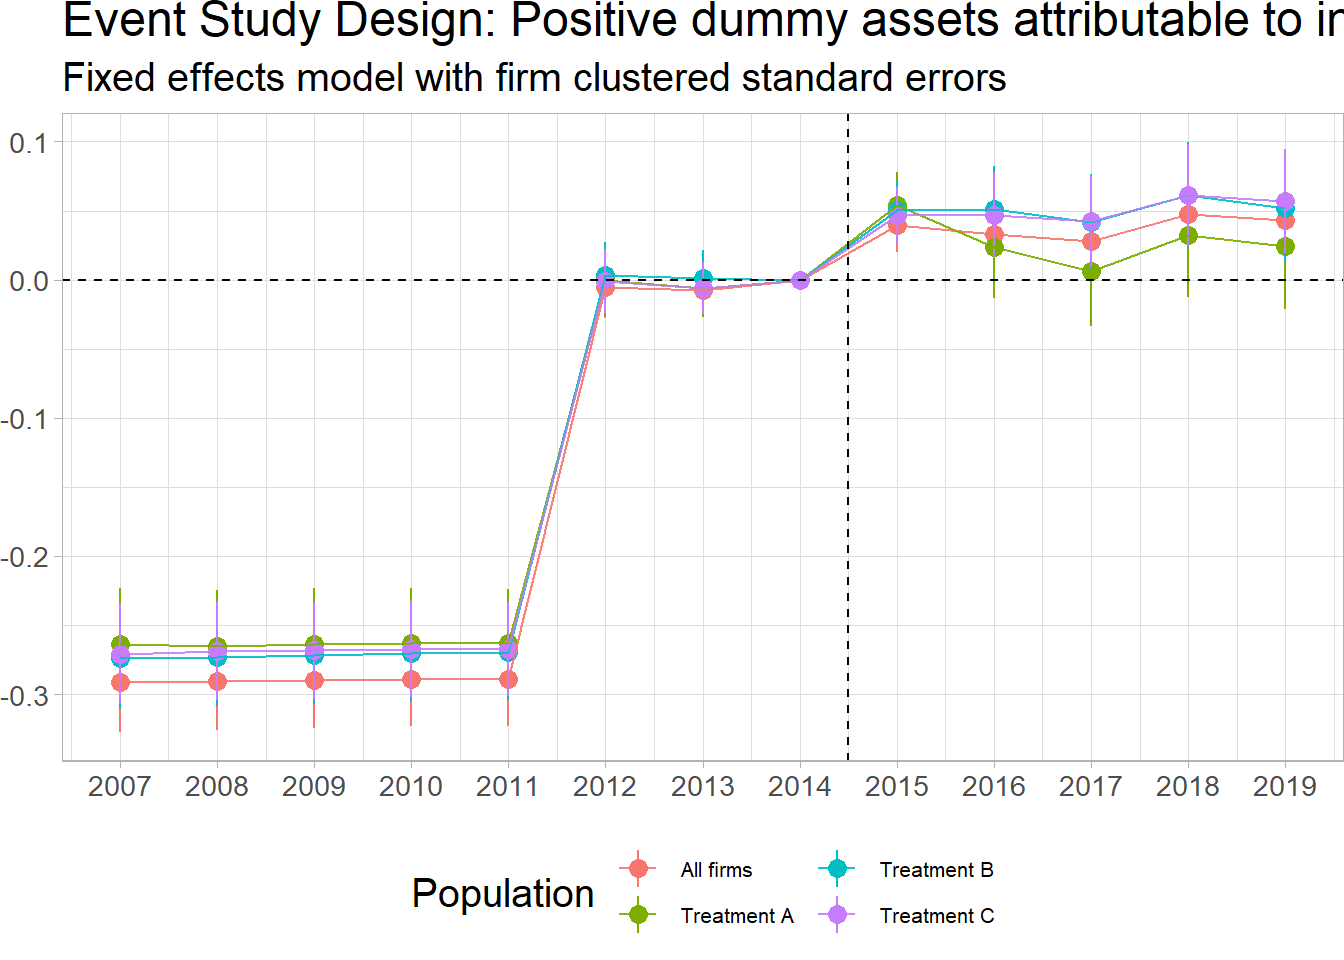 Event Study Design: Positive dummy assets attributable to in
Fixed effects model with firm clustered standard errors
0.1
0.0
-0.1
-0.2
-0.3
2007 2008 2009 2010 2011 2012 2013 2014 2015 2016 2017 2018 2019
Population
All firms
Treatment A
Treatment B
Treatment C